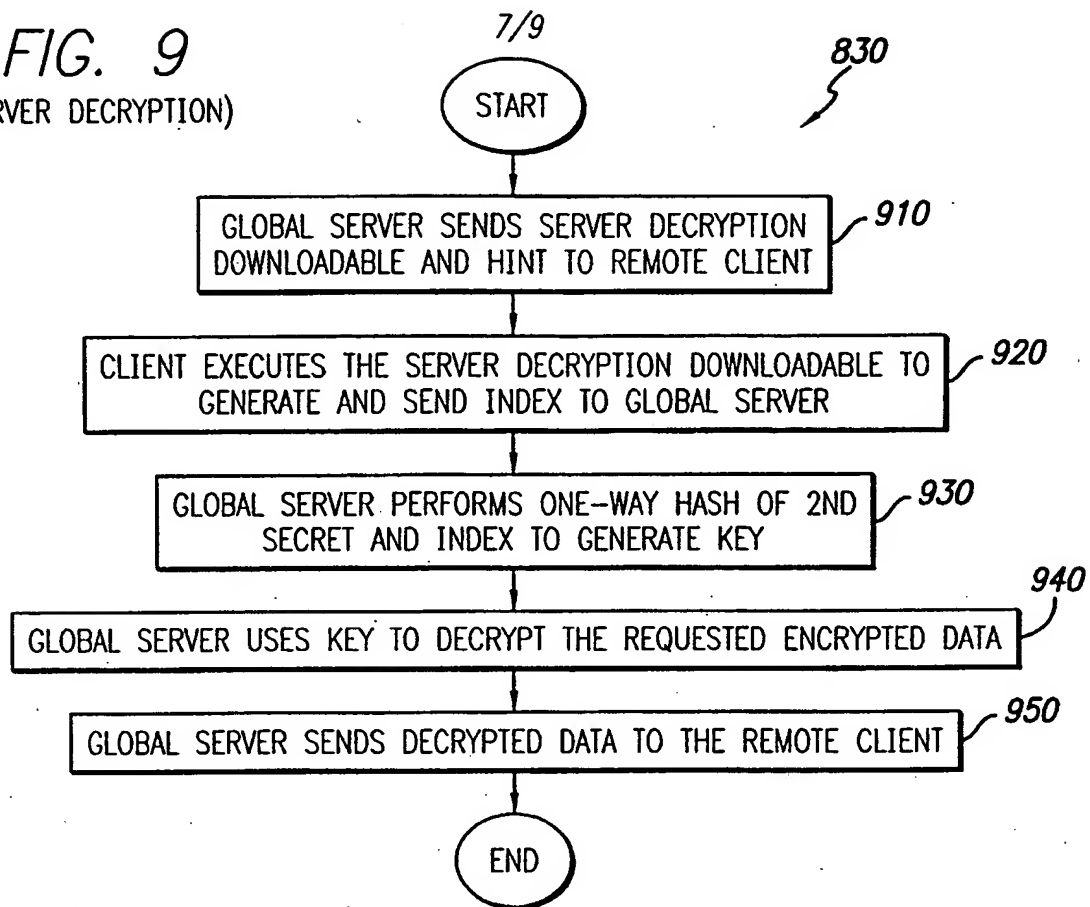 FIG. 9
RVER DECRYPTION)
7/9
830
START
GLOBAL SERVER SENDS SERVER DECRYPTION
DOWNLOADABLE AND HINT TO REMOTE CLIENT
910
CLIENT EXECUTES THE SERVER DECRYPTION DOWNLOADABLE TO
GENERATE AND SEND INDEX TO GLOBAL SERVER
920
GLOBAL SERVER PERFORMS ONE-WAY HASH OF 2ND
SECRET AND INDEX TO GENERATE KEY
930
GLOBAL SERVER USES KEY TO DECRYPT THE REQUESTED ENCRYPTED DATA
940
GLOBAL SERVER SENDS DECRYPTED DATA TO THE REMOTE CLIENT
950
END